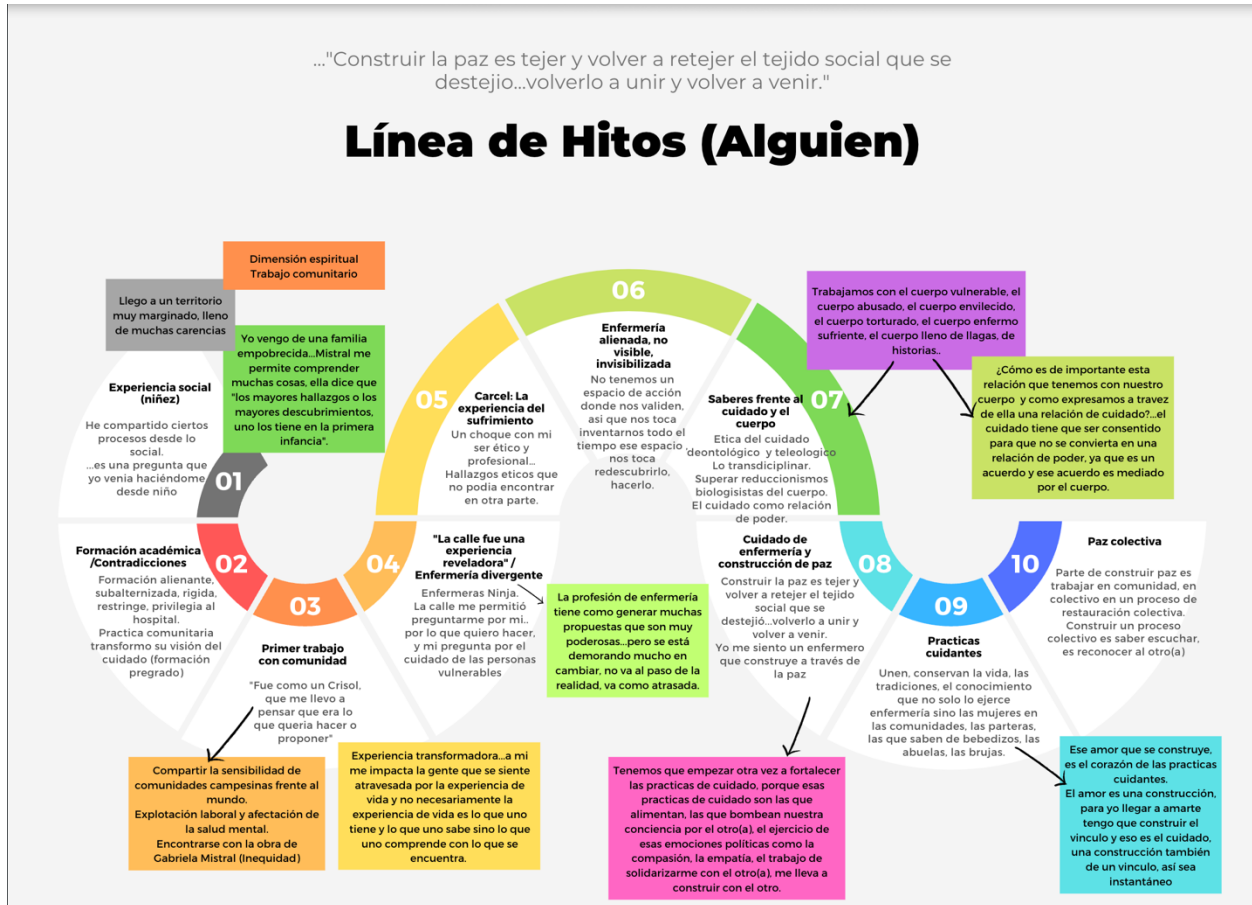 ..."Construir la paz es tejer y volver a retejer el tejido social que se
destejio...volverlo a unir y volver a venir."
Línea de Hitos (Alguien)
Dimensión espiritual
Trabajo comunitario
Llego a un territorio
muy marginado, lleno
de muchas carencias
Yo vengo de una familia
empobrecida...Mistral me
permite comprender
muchas cosas, ella dice que
"los mayores hallazgos o los
mayores descubrimientos,
uno los tiene en la primera
infancia".
Experiencia social
(niñez)
He compartido ciertos
procesos desde lo
social.
...es una pregunta que
yo venia haciéndome
desde niño
01
Formación académica
/Contradicciones
Formación alienante,
subalternizada, rigida,
restringe, privilegia al
hospital.
Practica comunitaria
transformo su visión del
cuidado (formación
pregrado)
02
03
Primer trabajo
con comunidad
"Fue como un Crisol,
que me llevo a
pensar que era lo
que queria hacer o
proponer"
Compartir la sensibilidad de
comunidades campesinas frente al
mundo.
Explotación laboral y afectación de
la salud mental.
Encontrarse con la obra de
Gabriela Mistral (Inequidad)
04
"La calle fue una
experiencia
reveladora" /
Enfermería divergente
Enfermeras Ninja.
La calle me permitió
preguntarme por mi..
por lo que quiero hacer,
y mi pregunta por el
cuidado de las personas
vulnerables
Experiencia transformadora...a mi
me impacta la gente que se siente
atravesada por la experiencia de
vida y no necesariamente la
experiencia de vida es lo que uno
tiene y lo que uno sabe sino lo que
uno comprende con lo que se
encuentra.
La profesión de enfermería
tiene como generar muchas
propuestas que son muy
poderosas...pero se está
demorando mucho en
cambiar, no va al paso de la
realidad, va como atrasada.
05
Carcel: La
experiencia del
sufrimiento
Un choque con mi
ser ético y
profesional...
Hallazgos eticos que
no podia encontrar
en otra parte.
06
Enfermería
alienada, no
visible,
invisibilizada
No tenemos un
espacio de acción
donde nos validen,
asi que nos toca
inventarnos todo el
tiempo ese espacio ,
nos toca
redescubrirlo,
hacerlo.
07
Saberes frente al
cuidado y el
cuerpo
Etica del cuidado
deontológico y teleologico
Lo transdiciplinar.
Superar reduccionismos
biologisistas del cuerpo.
El cuidado como relación
de poder.
Trabajamos con el cuerpo vulnerable, el
cuerpo abusado, el cuerpo envilecido,
el cuerpo torturado, el cuerpo enfermo
sufriente, el cuerpo lleno de llagas, de
historias..
¿Cómo es de importante esta
relación que tenemos con nuestro
cuerpo y como expresamos a travez
de ella una relación de cuidado?...el
cuidado tiene que ser consentido
para que no se convierta en una
relación de poder, ya que es un
acuerdo y ese acuerdo es mediado
por el cuerpo.
08
Cuidado de
enfermería y
construcción de paz
Construir la paz es tejer y
volver a retejer el tejido
social que se
destejió...volverlo a unir y
volver a venir.
Yo me siento un enfermero
que construye a través de
la paz
Tenemos que empezar otra vez a fortalecer
las practicas de cuidado, porque esas
practicas de cuidado son las que
alimentan, las que bombean nuestra
conciencia por el otro(a), el ejercicio de
esas emociones políticas como la
compasión, la empatía, el trabajo de
solidarizarme con el otro(a), me lleva a
construir con el otro.
09
Practicas
cuidantes
Unen, conservan la vida, las
tradiciones, el conocimiento
que no solo lo ejerce
enfermería sino las mujeres en
las comunidades, las parteras,
las que saben de bebedizos, las
abuelas, las brujas.
Ese amor que se construye,
es el corazón de las practicas
cuidantes.
El amor es una construcción,
para yo llegar a amarte
tengo que construir el
vinculo y eso es el cuidado,
una construcción también
de un vinculo, así sea
instantáneo
10
Paz colectiva
Parte de construir paz es
trabajar en comunidad, en
colectivo en un proceso de
restauración colectiva.
Construir un proceso
colectivo es saber escuchar,
es reconocer al otro(a)